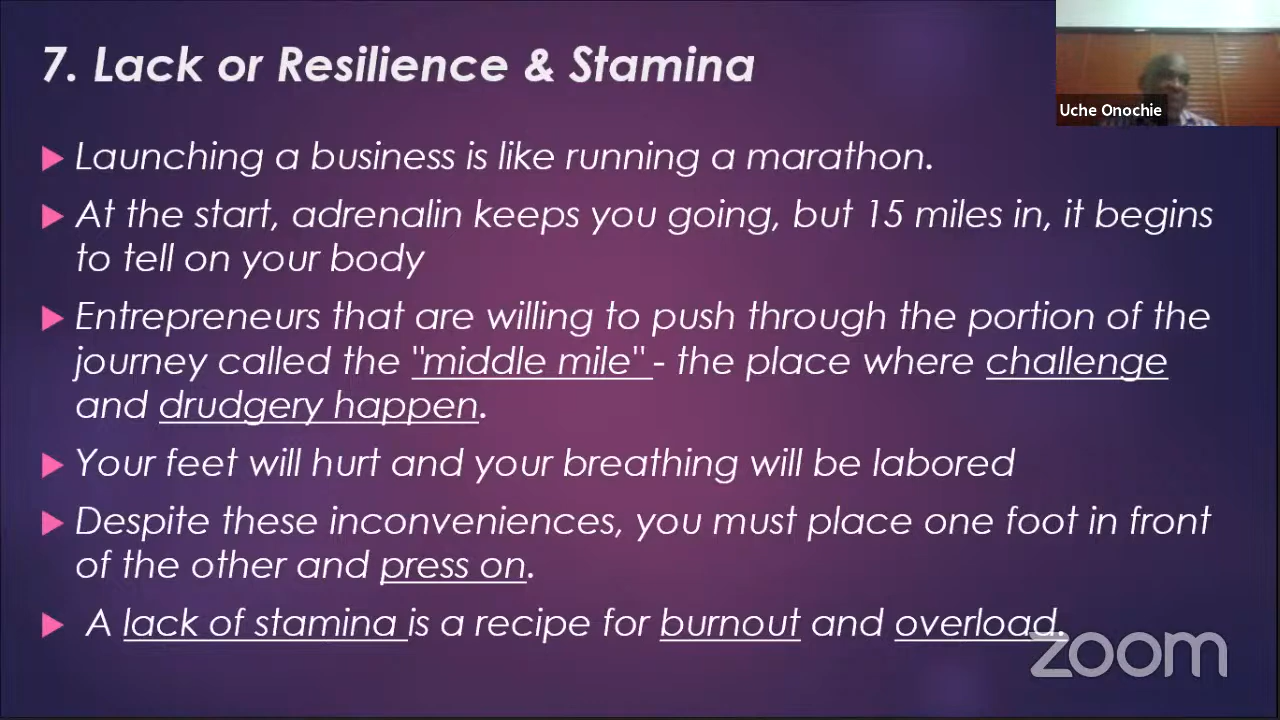 7. Lack or Resilience & Stamina
Uche Onochie
Launching a business is like running a marathon.
At the start, adrenalin keeps you going, but 15 miles in, it begins
to tell on your body
Entrepreneurs that are willing to push through the portion of the
journey called the "middle mile" - the place where challenge
and drudgery happen.
Your feet will hurt and your breathing will be labored
Despite these inconveniences, you must place one foot in front
of the other and press on.
A lack of stamina is a recipe for burnout and overload.
zoom